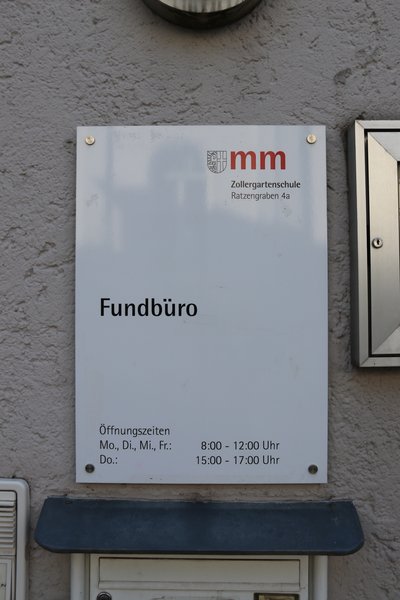 mm
Zollergartenschule
Ratzengraben 4a
Fundbüro
Öffnungszeiten
Mo., Di., Mi., Fr.: 8:00 - 12:00 Uhr
Do.: 15:00 - 17:00 Uhr